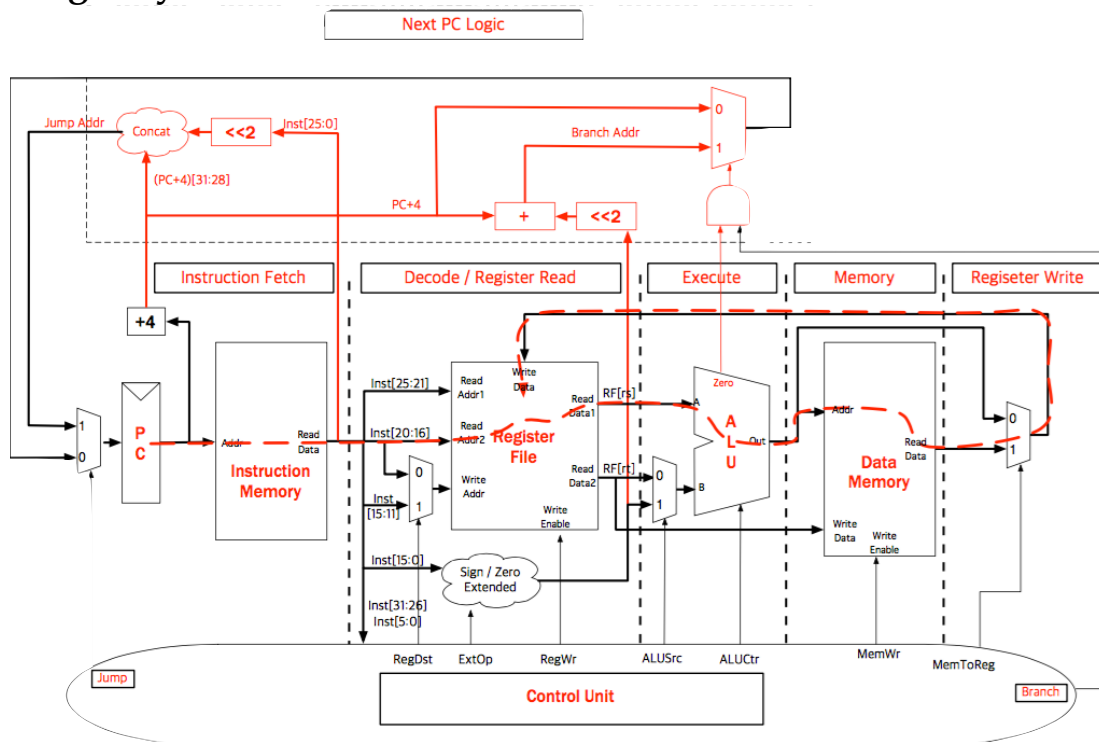 Next PC Logic
Jump Addr
Concat
<<2
Inst[25:0]
0
Branch Addr
1
(PC+4)[31:28]
PC+4
+
<<2
Instruction Fetch
Decode / Register Read
Execute
Memory
Regiseter Write
+4
Zero
Write
Data
Inst[25:21]
Read
Addr1
Read
Data1
RF[rs]
A
Addr
0
1
P
C
Addr
Read
Data
Inst[20:16]
Read
Addr2
Register
File
A
L
U
Out
Read
Data
1
0
Instruction
Memory
0
Inst
[15:11]
1
Write
Addr
Read
Data2
RF[rt]
0
1
B
Data
Memory
Write
Enable
Write
Data
Write
Enable
Inst[15:0]
Sign / Zero
Extended
Inst[31:26]
Inst[5:0]
RegDst
ExtOp
RegWr
ALUSrc
ALUCtr
MemWr
MemToReg
Jump
Control Unit
Branch